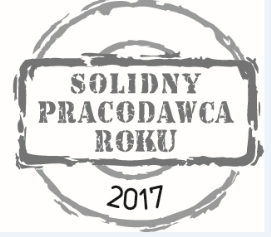 SOLIDNY
PRACODAWCA
ROKU
2017